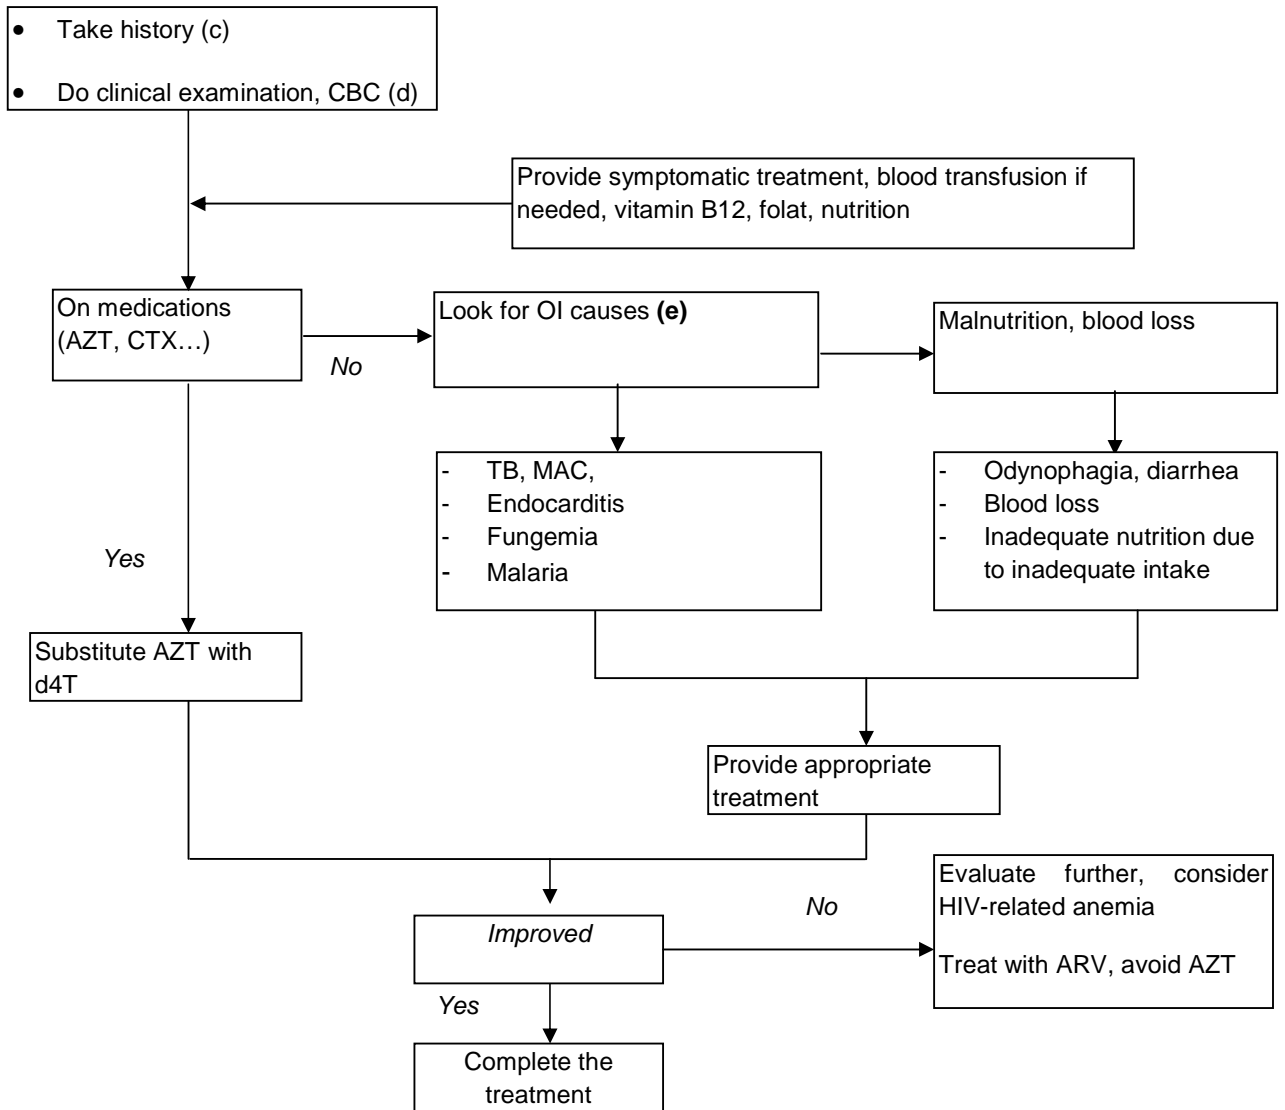 • Take history (c)
• Do clinical examination, CBC (d)
Provide symptomatic treatment, blood transfusion if
needed, vitamin B12, folat, nutrition
On medications
(AZT, CTX…)
No
Look for OI causes (e)
Malnutrition, blood loss
- TB, MAC,
- Endocarditis
- Fungemia
- Malaria
- Odynophagia, diarrhea
- Blood loss
- Inadequate nutrition due
to inadequate intake
Yes
Substitute AZT with
d4T
Provide appropriate
treatment
Improved
No
Evaluate further, consider
HIV-related anemia
Treat with ARV, avoid AZT
Yes
Complete the
treatment